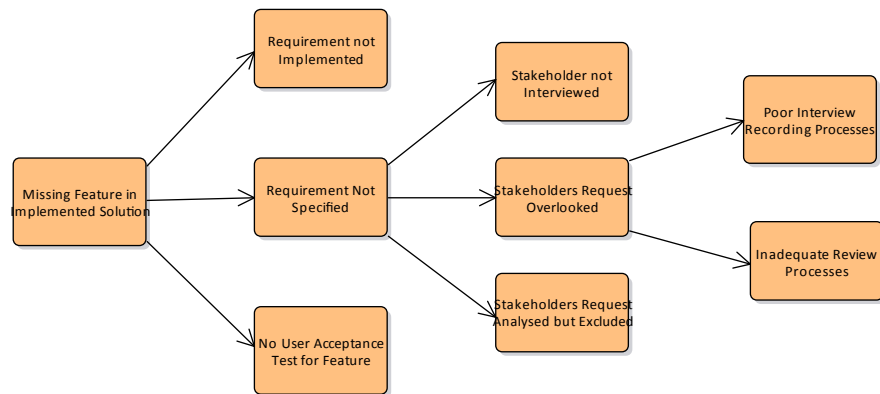 Missing Feature in
Implemented Solution
Requirement not
Implemented
Requirement Not
Specified
No User Acceptance
Test for Feature
Stakeholder not
Interviewed
Stakeholders Request
Overlooked
Stakeholders Request
Analysed but Excluded
Poor Interview
Recording Processes
Inadequate Review
Processes